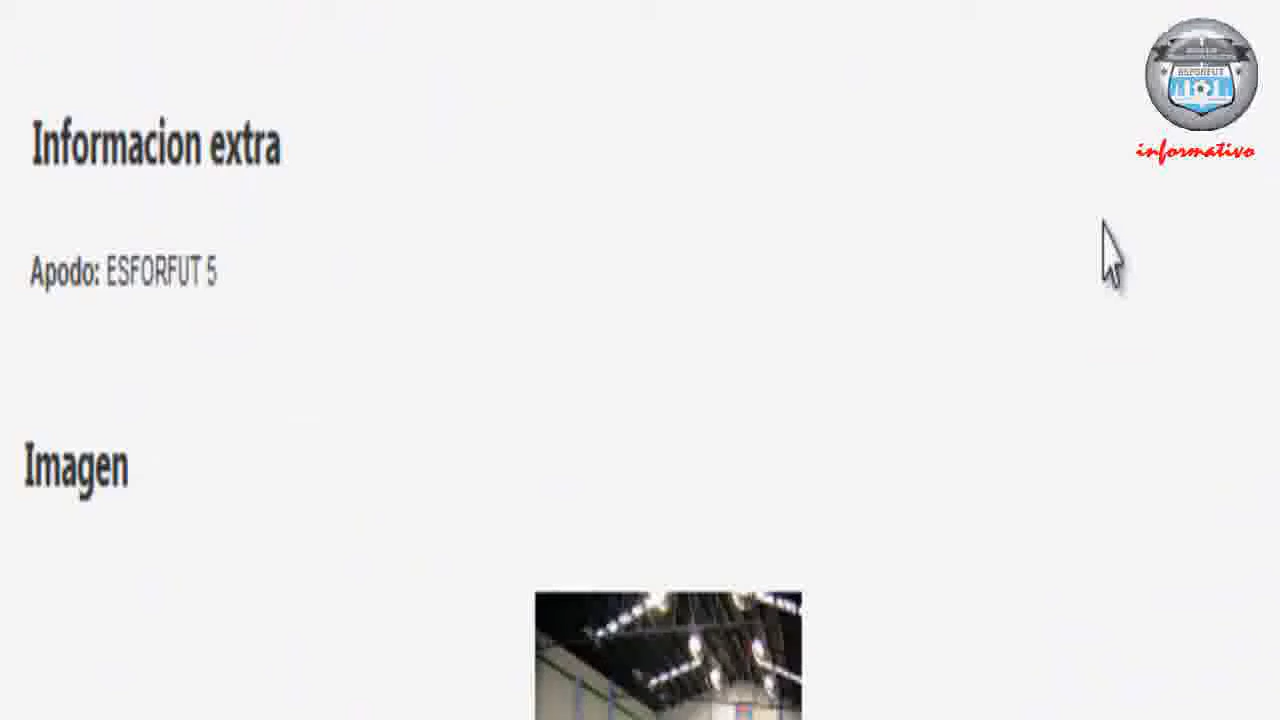 ESFORFUT
informativo
Informacion extra
Apodo: ESFORFUT 5
Imagen